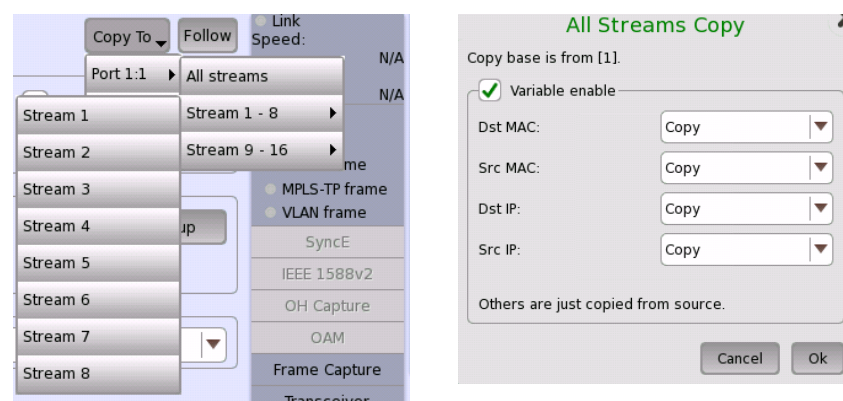 Copy To
Follow
Link
Speed:
N/A
Port 1:1
All streams
N/A
Stream 1
Stream 1 - 8
Stream 2
Stream 9 - 16
me
Stream 3
MPLS-TP frame
VLAN frame
Stream 4
up
SyncE
Stream 5
IEEE 1588v2
Stream 6
OH Capture
Stream 7
OAM
Stream 8
Frame Capture
Transceiver
All Streams Copy
Copy base is from [1].
Variable enable
Dst MAC: Copy
Src MAC: Copy
Dst IP: Copy
Src IP: Copy
Others are just copied from source.
Cancel Ok